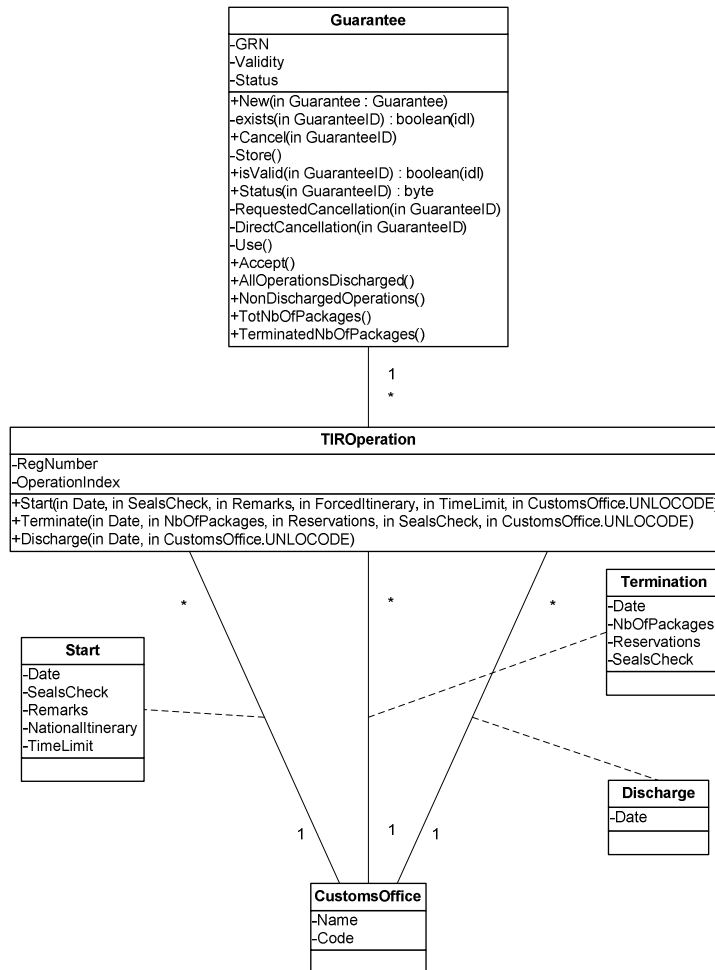 Guarantee
-GRN
-Validity
-Status
+New(in Guarantee : Guarantee)
-exists(in GuaranteeID) : boolean(idl)
+Cancel(in GuaranteeID)
-Store()
+isValid(in GuaranteeID) : boolean(idl)
+Status(in GuaranteeID) : byte
-RequestedCancellation(in GuaranteeID)
-DirectCancellation(in GuaranteeID)
-Use()
+Accept()
+AllOperationsDischarged()
+NonDischargedOperations()
+TotNbOfPackages()
+TerminatedNbOfPackages()
1
*
TIROperation
-RegNumber
-OperationIndex
+Start(in Date, in SealsCheck, in Remarks, in ForcedItinerary, in TimeLimit, in CustomsOffice.UNLOCODE)
+Terminate(in Date, in NbOfPackages, in Reservations, in SealsCheck, in CustomsOffice.UNLOCODE)
+Discharge(in Date, in CustomsOffice.UNLOCODE)
* * *
Termination
-Date
-NbOfPackages
-Reservations
-SealsCheck
Start
-Date
-SealsCheck
-Remarks
-NationalItinerary
-TimeLimit
Discharge
-Date
1 1 1
CustomsOffice
-Name
-Code